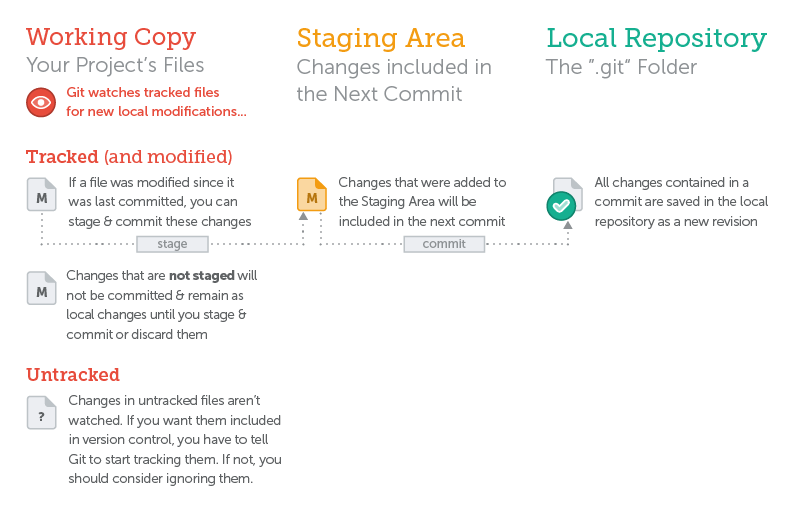 Working Copy
Your Project's Files
Git watches tracked files
for new local modifications...
Staging Area
Changes included in
the Next Commit
Local Repository
The ".git" Folder
Tracked (and modified)
M
If a file was modified since it
was last committed, you can
stage & commit these changes
M
Changes that were added to
the Staging Area will be
included in the next commit
All changes contained in a
commit are saved in the local
repository as a new revision
stage
commit
M
Changes that are not staged will
not be committed & remain as
local changes until you stage &
commit or discard them
Untracked
?
Changes in untracked files aren't
watched. If you want them included
in version control, you have to tell
Git to start tracking them. If not, you
should consider ignoring them.